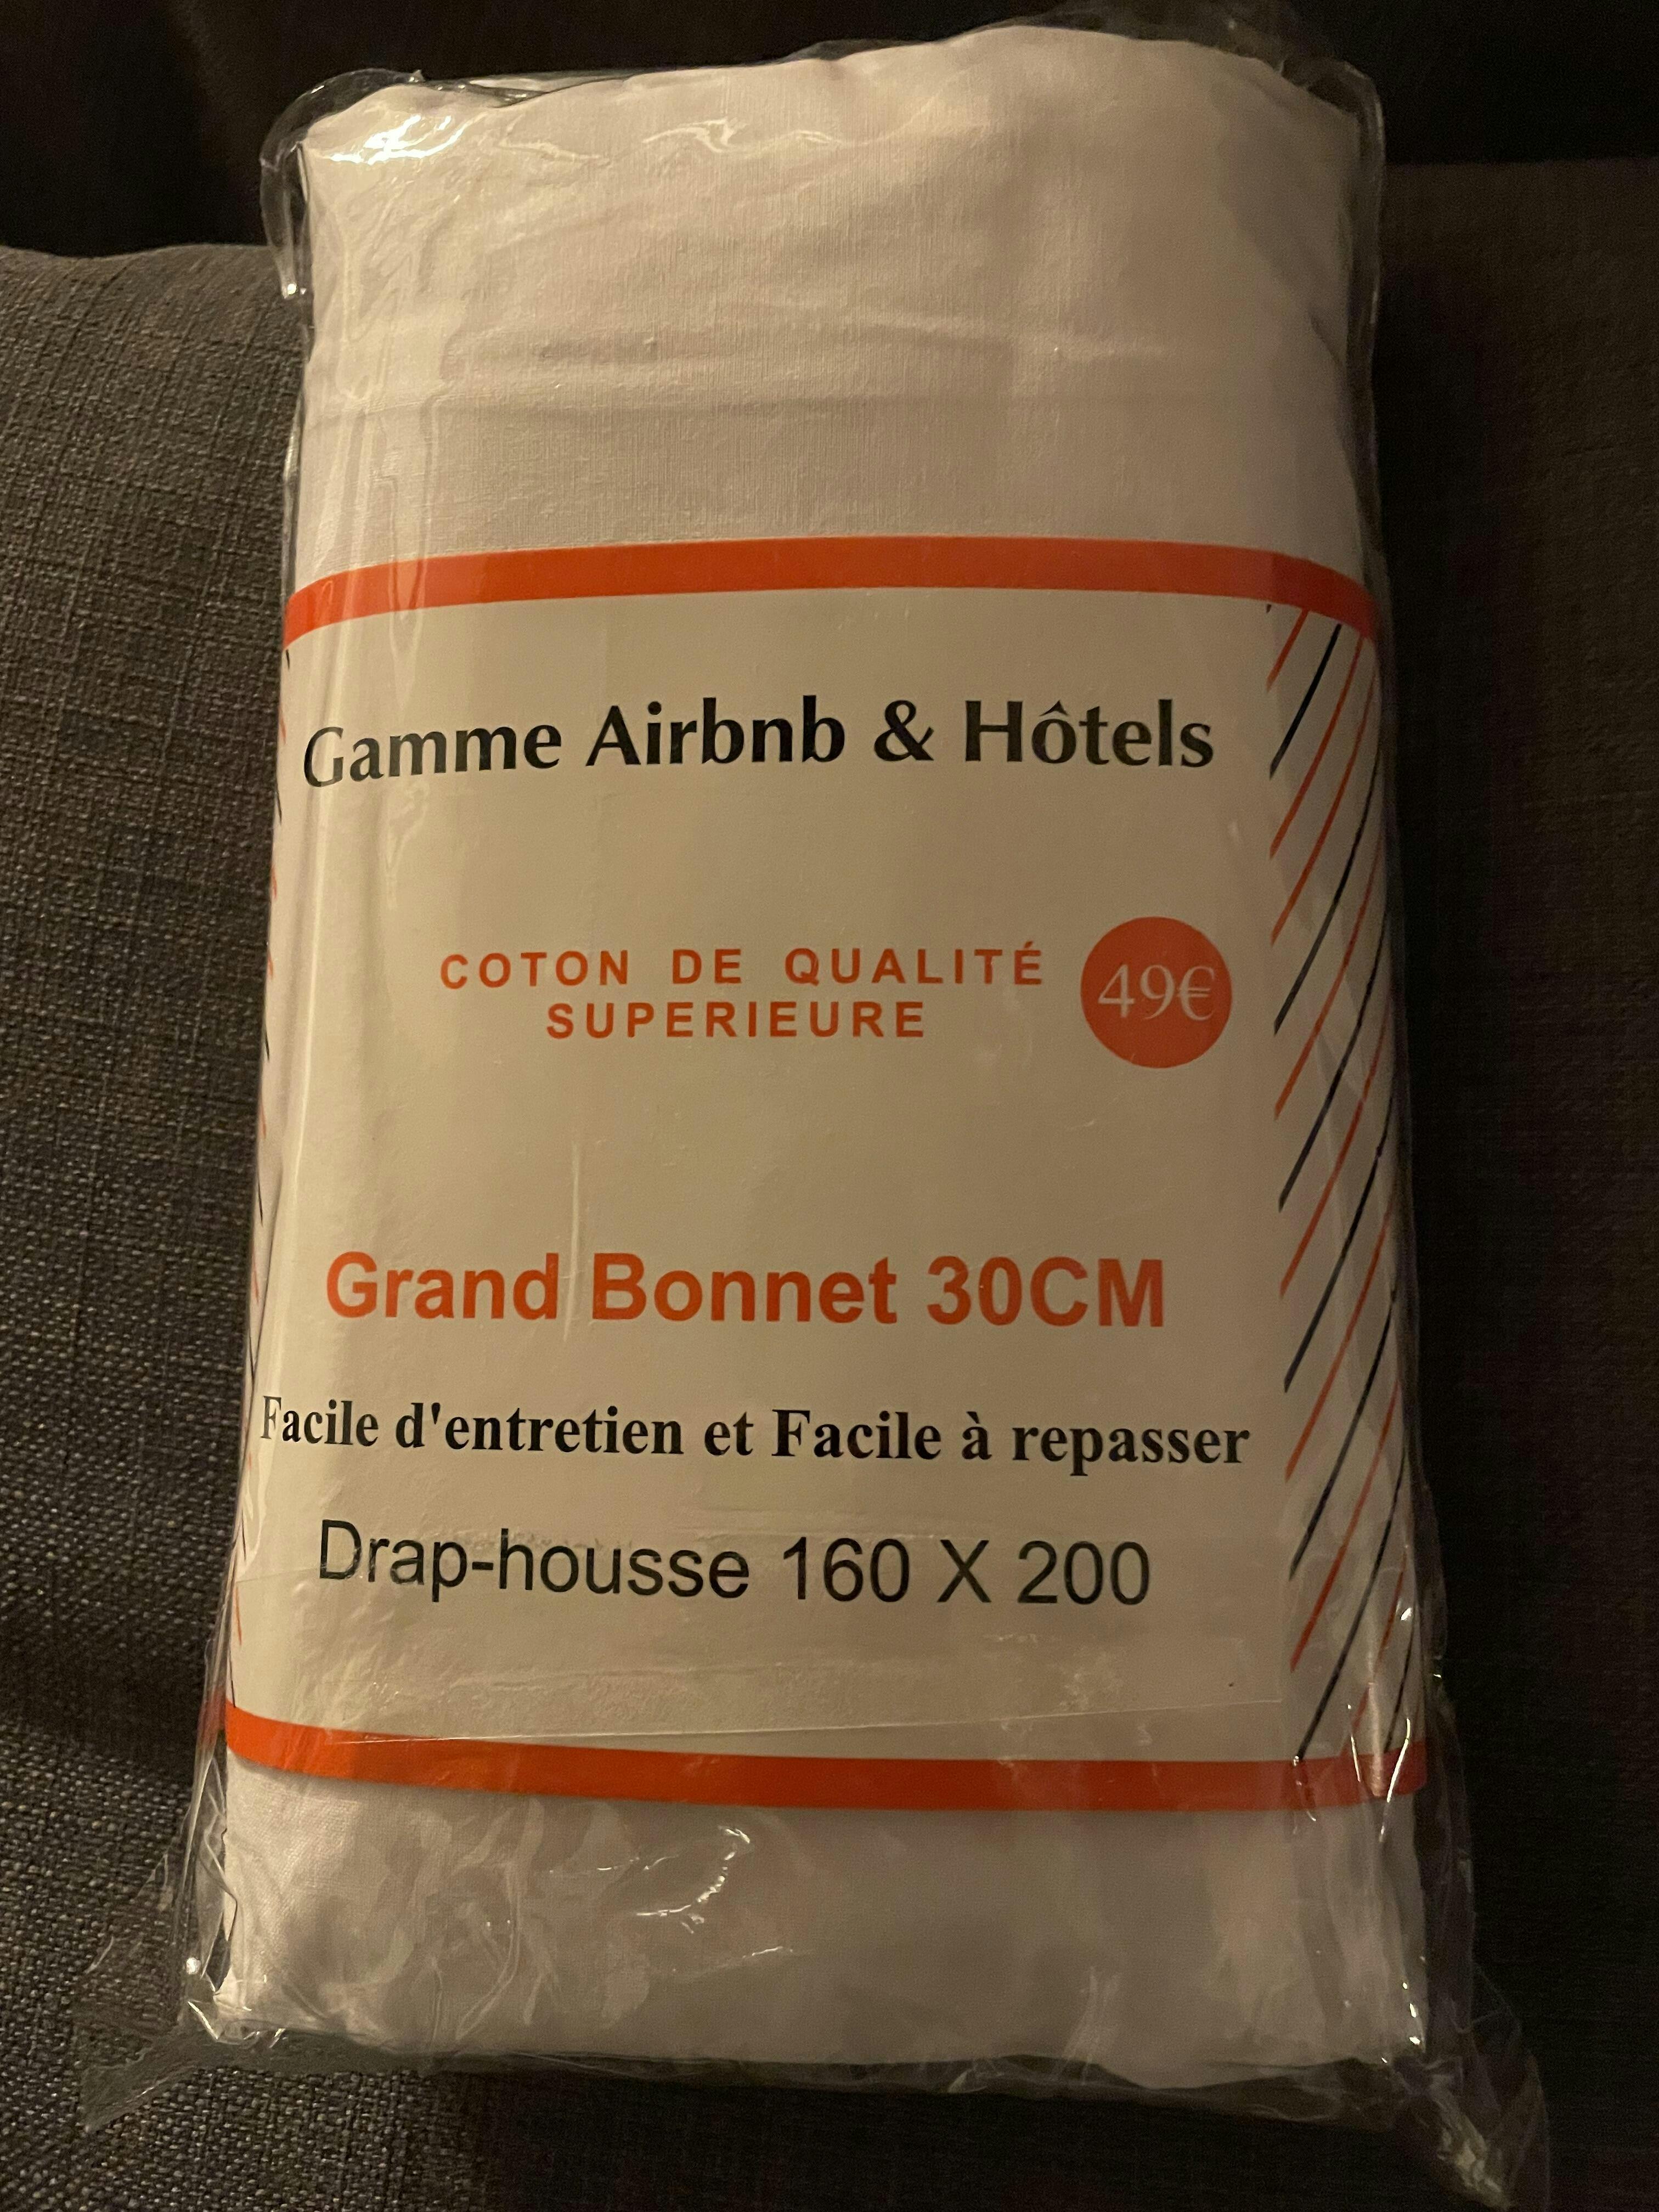 Gamme Airbnb & Hôtels
COTON DE QUALITÉ
SUPERIEURE
49€
Grand Bonnet 30CM
Facile d'entretien et Facile à repasser
Drap-housse 160 X 200